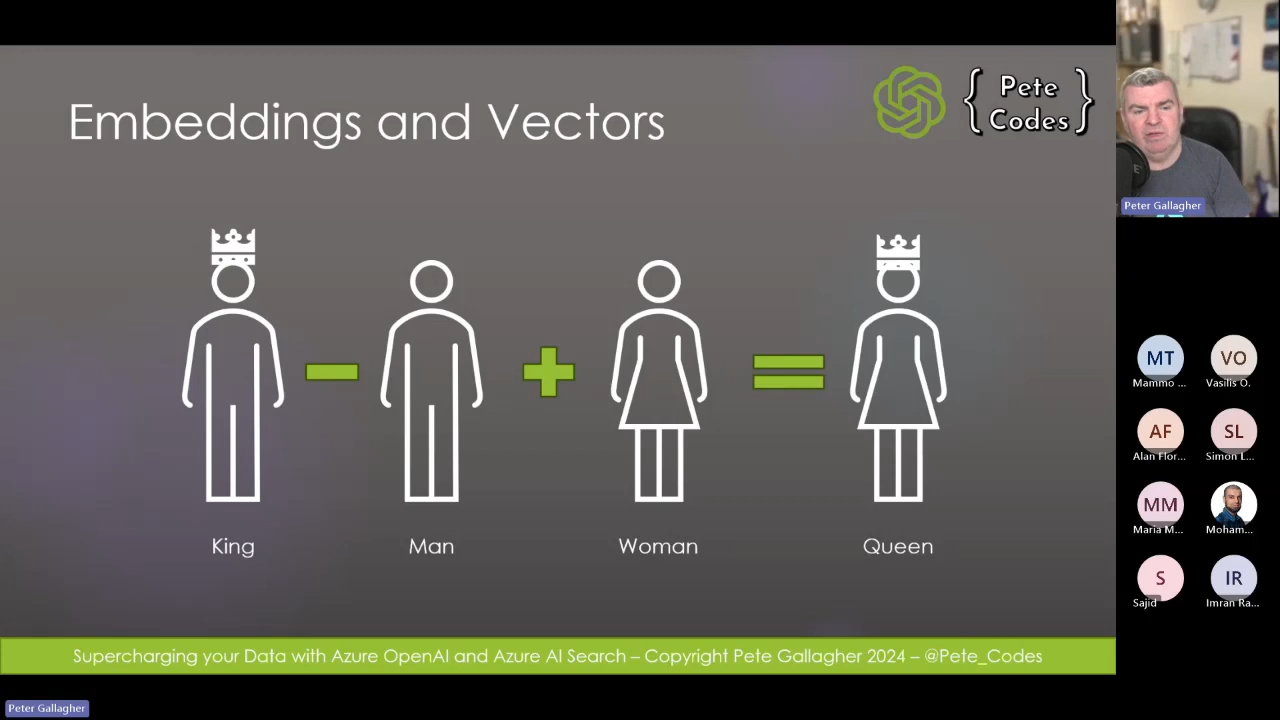 Embeddings and Vectors
{ Pete
Codes }
King
Man
Woman
Queen
Supercharging your Data with Azure OpenAI and Azure AI Search – Copyright Pete Gallagher 2024 – @Pete_Codes
Peter Gallagher
MT
Mammo ...
VO
Vasilis O.
AF
Alan Flor...
SL
Simon L...
MM
Maria M...
Moham...
S
Sajid
IR
Imran Ra...
Peter Gallagher